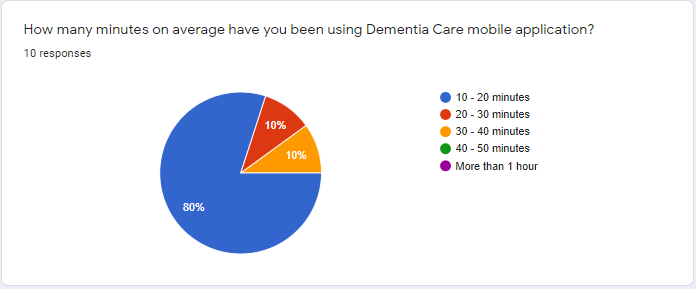 How many minutes on average have you been using Dementia Care mobile application?
10 responses
10%
10%
80%
10 - 20 minutes
20 - 30 minutes
30 - 40 minutes
40 - 50 minutes
More than 1 hour